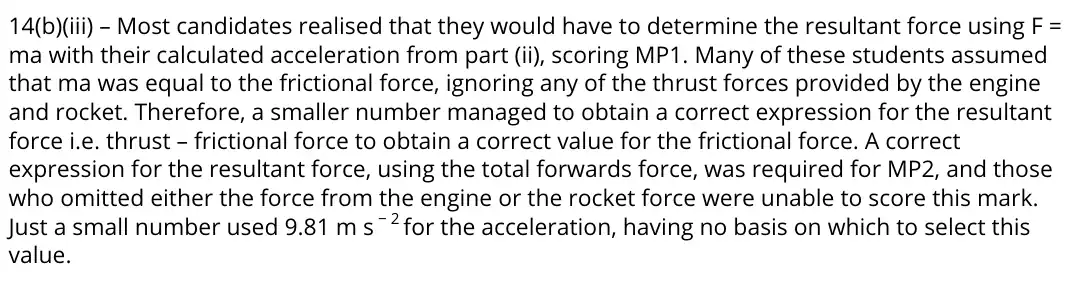 14(b)(iii) – Most candidates realised that they would have to determine the resultant force using F =
ma with their calculated acceleration from part (ii), scoring MP1. Many of these students assumed
that ma was equal to the frictional force, ignoring any of the thrust forces provided by the engine
and rocket. Therefore, a smaller number managed to obtain a correct expression for the resultant
force i.e. thrust – frictional force to obtain a correct value for the frictional force. A correct
expression for the resultant force, using the total forwards force, was required for MP2, and those
who omitted either the force from the engine or the rocket force were unable to score this mark.
Just a small number used 9.81 m s⁻² for the acceleration, having no basis on which to select this
value.